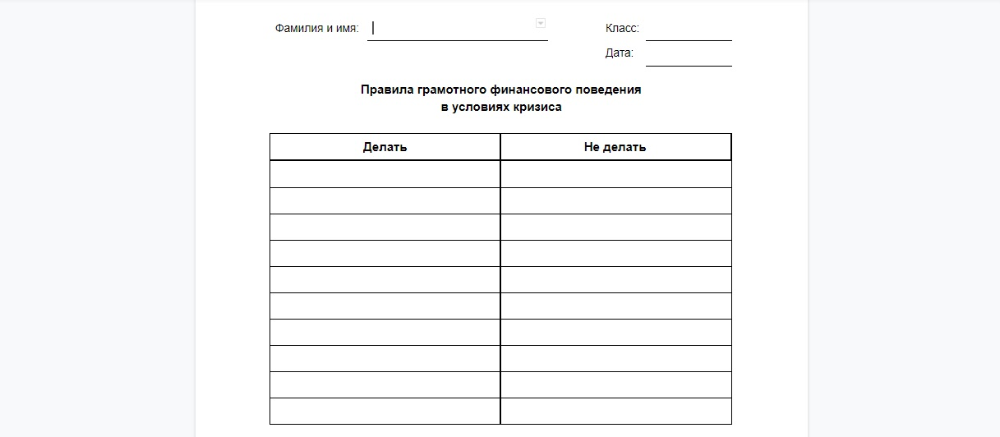 Фамилия и имя:
Класс:
Дата:
Правила грамотного финансового поведения
в условиях кризиса
Делать
Не делать